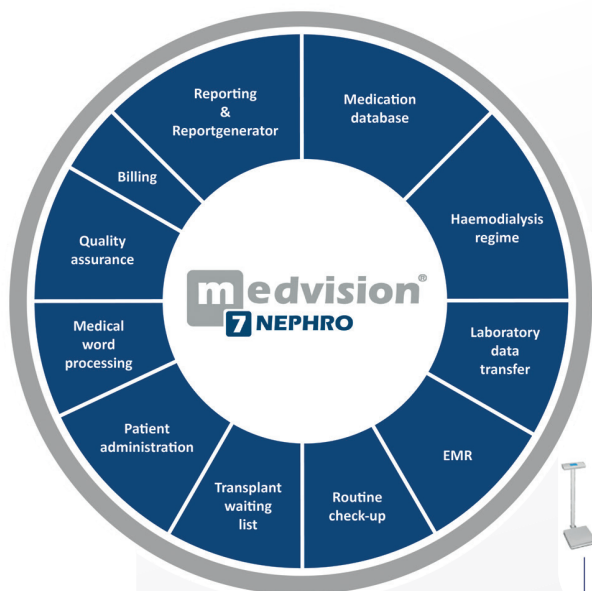 Reporting
&
Reportgenerator
Medication
database
Haemodialysis
regime
Laboratory
data
transfer
EMR
Routine
check-up
Transplant
waiting
list
Patient
administration
Medical
word
processing
Quality
assurance
Billing
medvision®
7 NEPHRO